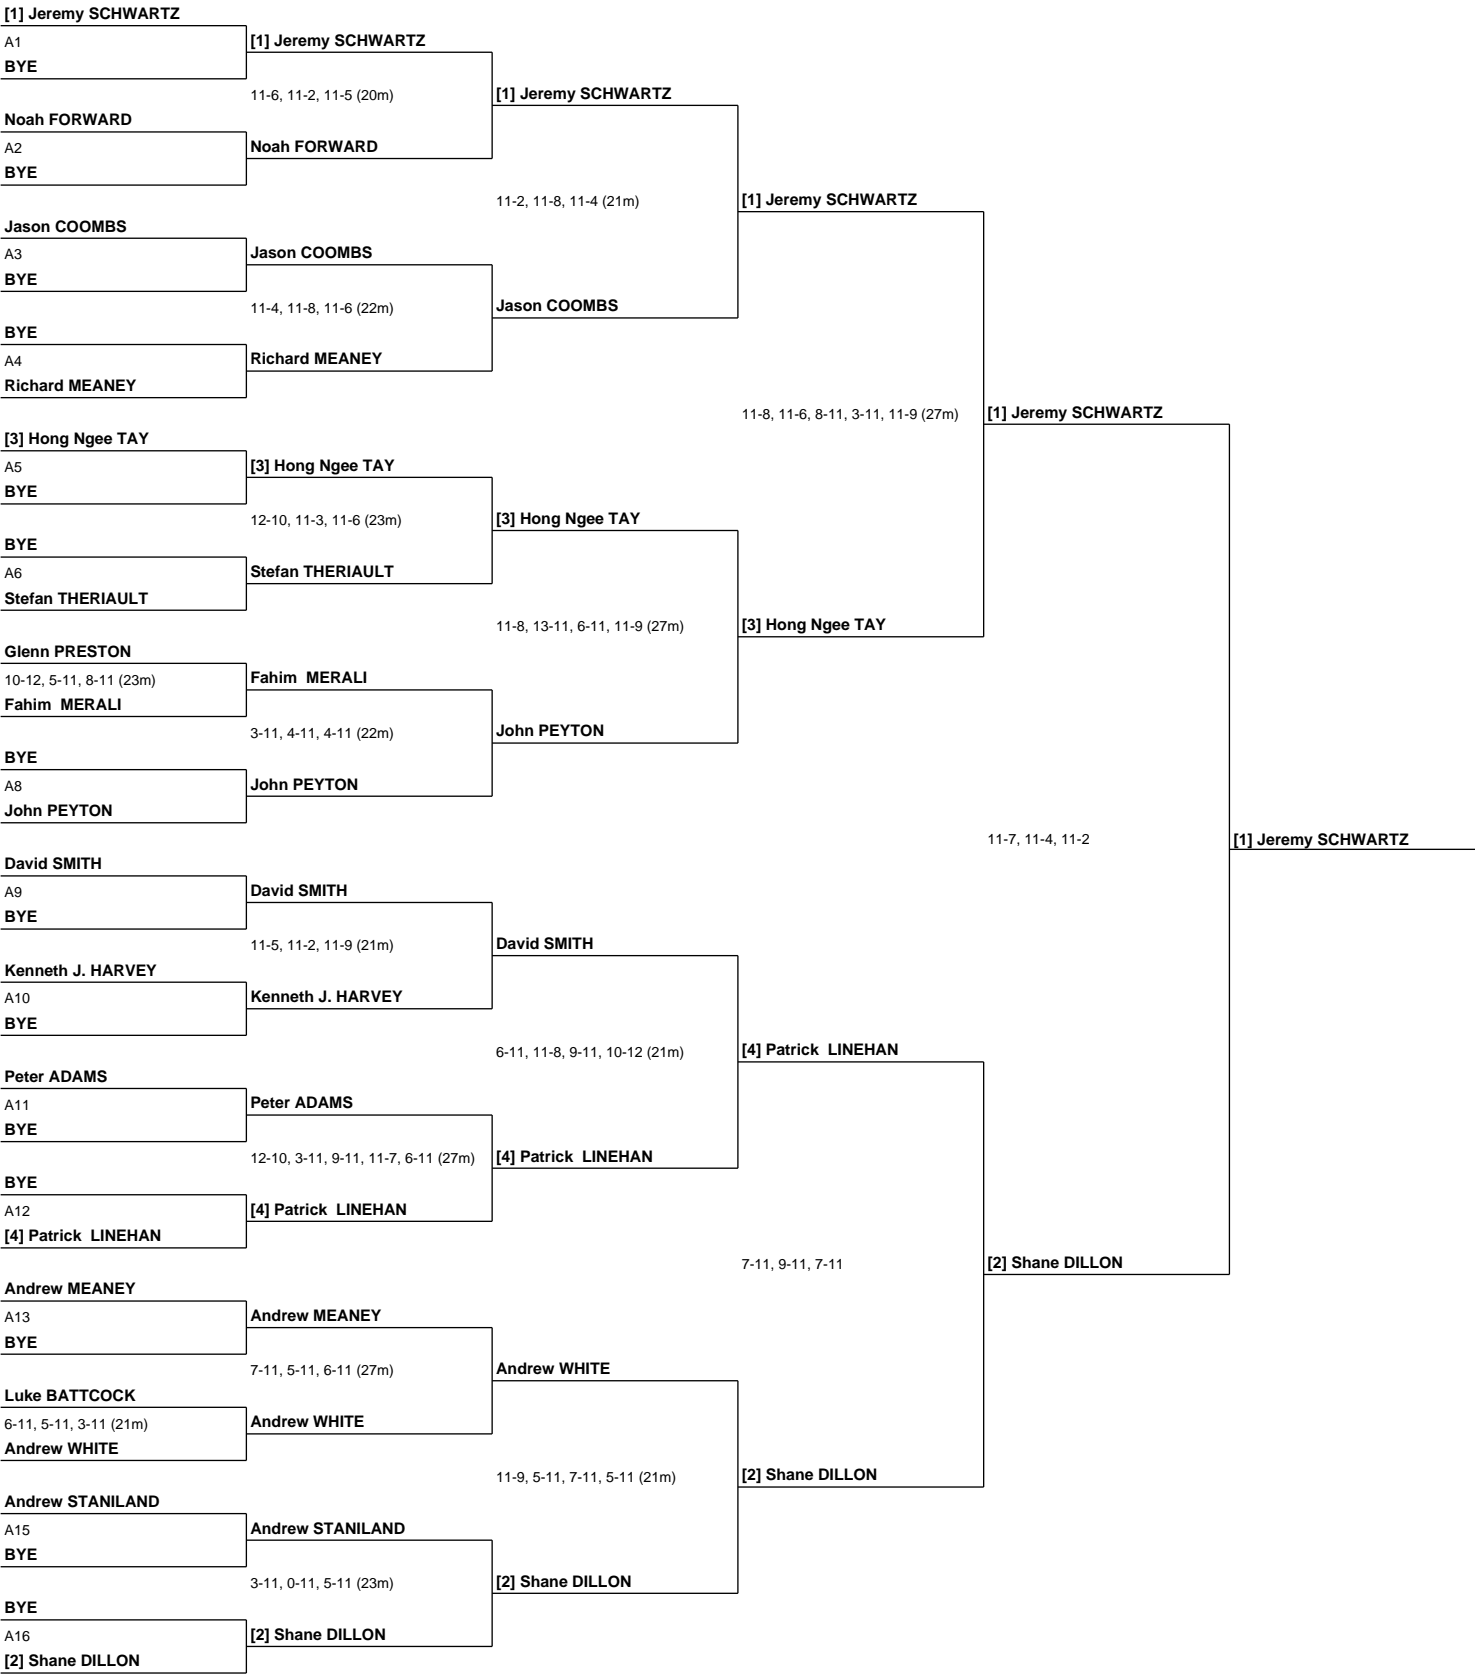 [1] Jeremy SCHWARTZ
A1
BYE
[1] Jeremy SCHWARTZ
11-6, 11-2, 11-5 (20m)
[1] Jeremy SCHWARTZ
Noah FORWARD
A2
BYE
Noah FORWARD
11-2, 11-8, 11-4 (21m)
[1] Jeremy SCHWARTZ
Jason COOMBS
A3
BYE
Jason COOMBS
11-4, 11-8, 11-6 (22m)
Jason COOMBS
BYE
A4
Richard MEANEY
Richard MEANEY
11-8, 11-6, 8-11, 3-11, 11-9 (27m)
[1] Jeremy SCHWARTZ
[3] Hong Ngee TAY
A5
BYE
[3] Hong Ngee TAY
12-10, 11-3, 11-6 (23m)
[3] Hong Ngee TAY
BYE
A6
Stefan THERIAULT
Stefan THERIAULT
11-8, 13-11, 6-11, 11-9 (27m)
[3] Hong Ngee TAY
Glenn PRESTON
10-12, 5-11, 8-11 (23m)
Fahim  MERALI
Fahim  MERALI
3-11, 4-11, 4-11 (22m)
John PEYTON
BYE
A8
John PEYTON
John PEYTON
11-7, 11-4, 11-2
[1] Jeremy SCHWARTZ
David SMITH
A9
BYE
David SMITH
11-5, 11-2, 11-9 (21m)
David SMITH
Kenneth J. HARVEY
A10
BYE
Kenneth J. HARVEY
6-11, 11-8, 9-11, 10-12 (21m)
[4] Patrick  LINEHAN
Peter ADAMS
A11
BYE
Peter ADAMS
12-10, 3-11, 9-11, 11-7, 6-11 (27m)
[4] Patrick  LINEHAN
BYE
A12
[4] Patrick  LINEHAN
[4] Patrick  LINEHAN
7-11, 9-11, 7-11
[2] Shane DILLON
Andrew MEANEY
A13
BYE
Andrew MEANEY
7-11, 5-11, 6-11 (27m)
Andrew WHITE
Luke BATTCOCK
6-11, 5-11, 3-11 (21m)
Andrew WHITE
Andrew WHITE
11-9, 5-11, 7-11, 5-11 (21m)
[2] Shane DILLON
Andrew STANILAND
A15
BYE
Andrew STANILAND
3-11, 0-11, 5-11 (23m)
[2] Shane DILLON
BYE
A16
[2] Shane DILLON
[2] Shane DILLON